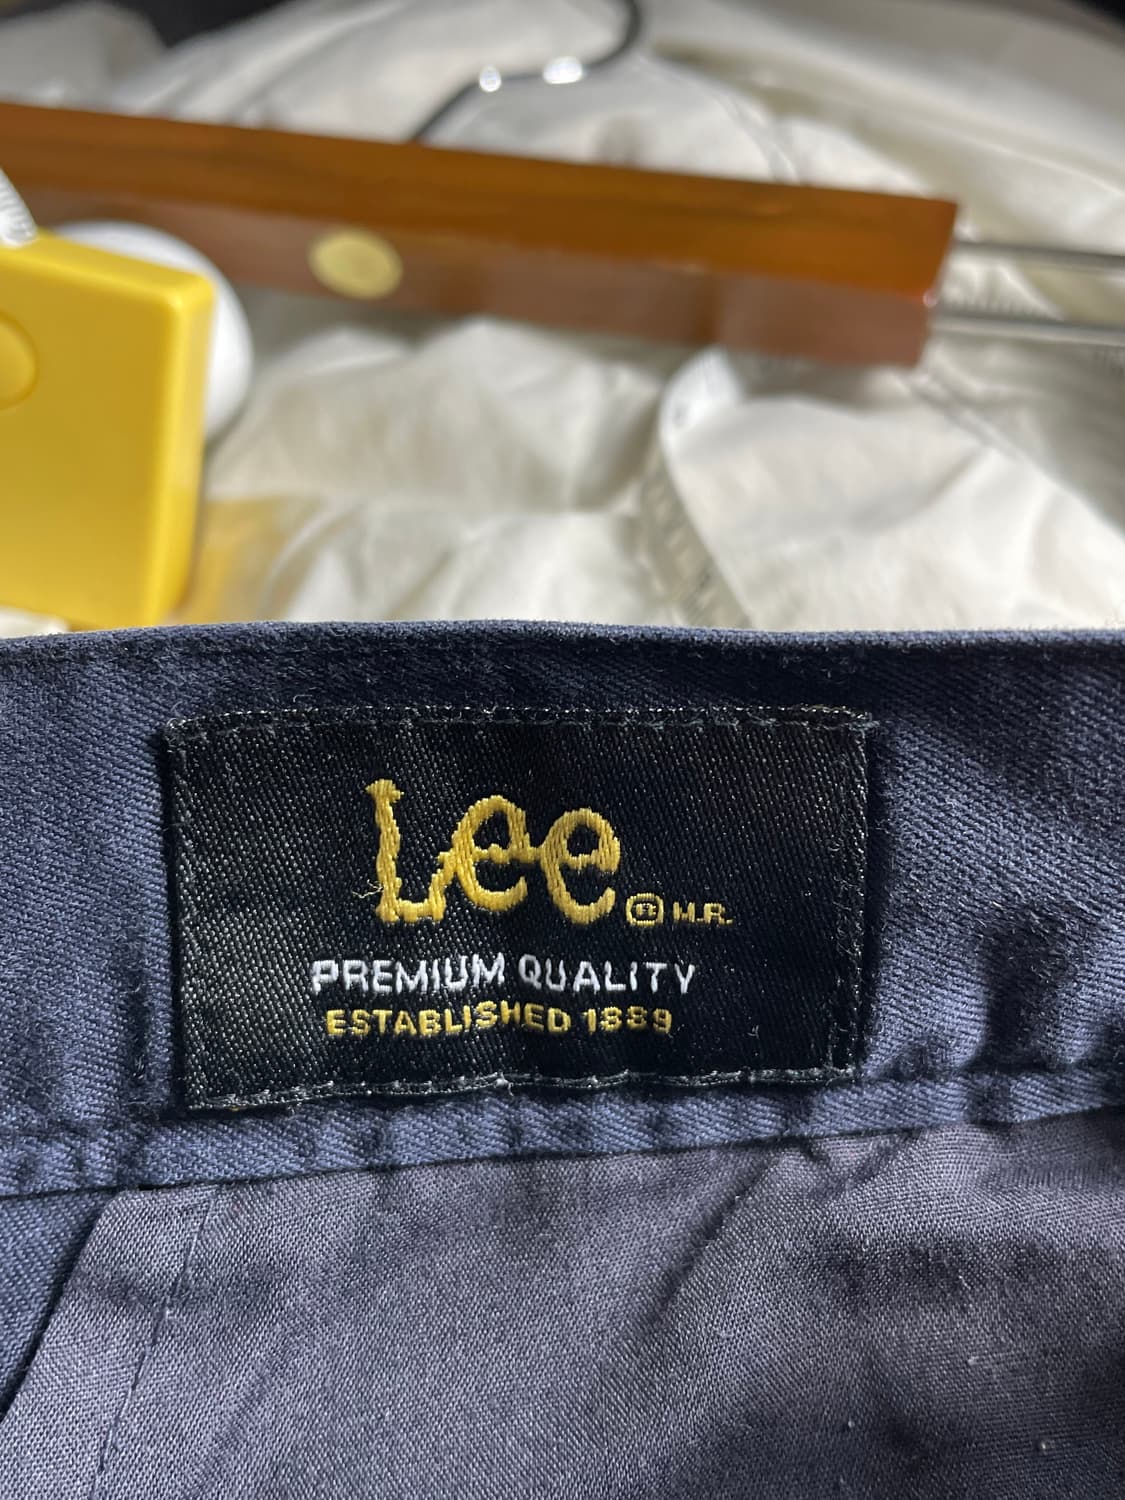 Lee ® M.R.
PREMIUM QUALITY
ESTABLISHED 1889